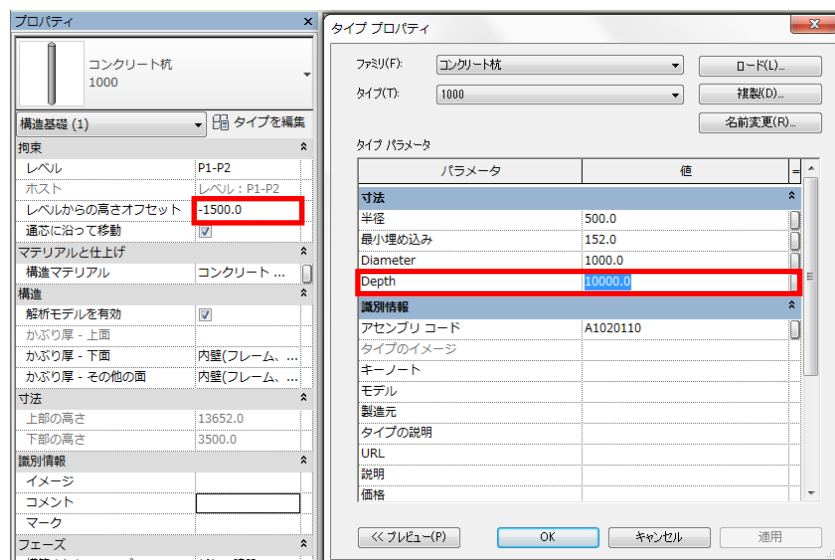 プロパティ
コンクリート杭
1000
構造基礎 (1)
タイプを編集
拘束
レベル P1-P2
ホスト レベル : P1-P2
レベルからの高さオフセット -1500.0
通芯に沿って移動
マテリアルと仕上げ
構造マテリアル コンクリート ...
構造
解析モデルを有効
かぶり厚 - 上面
かぶり厚 - 下面 内壁(フレーム、...
かぶり厚 - その他の面 内壁(フレーム、...
寸法
上部の高さ 13652.0
下部の高さ 3500.0
識別情報
イメージ
コメント
マーク
フェーズ
タイプ プロパティ
ファミリ(F): コンクリート杭 ロード(L)...
タイプ(T): 1000 複製(D)...
名前変更(R)...
タイプ パラメータ
パラメータ 値 =
寸法
半径 500.0
最小埋め込み 152.0
Diameter 1000.0
Depth 10000.0
識別情報
アセンブリ コード A1020110
タイプのイメージ
キーノート
モデル
製造元
タイプの説明
URL
説明
価格
<< プレビュー(P) OK キャンセル 適用